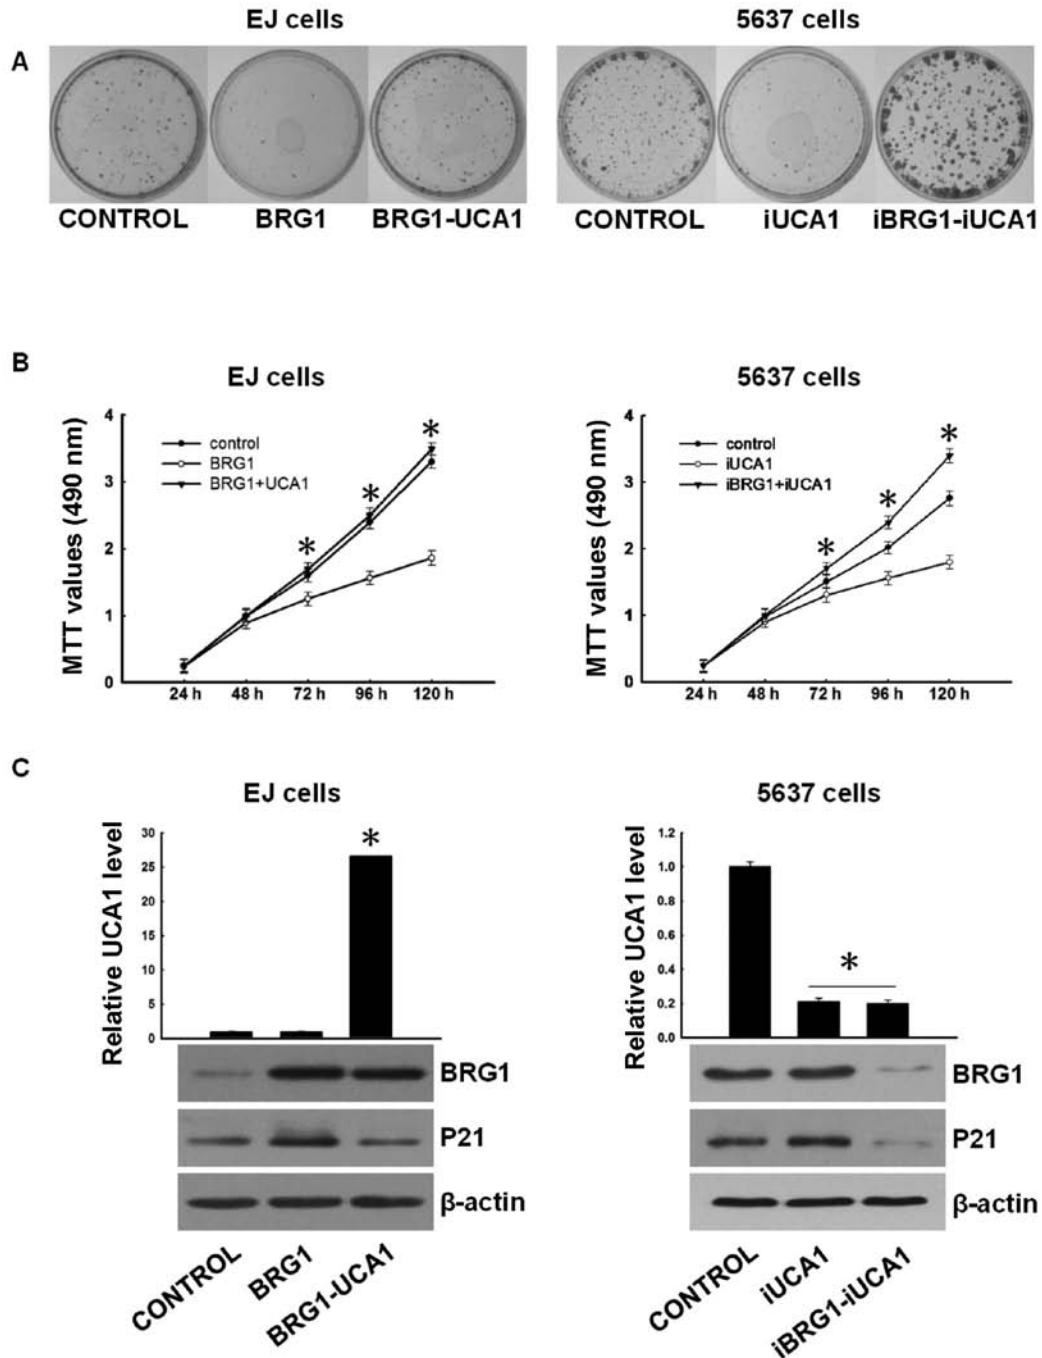 EJ cells
5637 cells
A
CONTROL
BRG1
BRG1-UCA1
CONTROL
iUCA1
iBRG1-iUCA1
B
EJ cells
5637 cells
MTT values (490 nm)
4
3
2
1
0
control
BRG1
BRG1+UCA1
*
*
*
24 h
48 h
72 h
96 h
120 h
MTT values (490 nm)
4
3
2
1
0
control
iUCA1
iBRG1+iUCA1
*
*
*
24 h
48 h
72 h
96 h
120 h
C
EJ cells
5637 cells
Relative UCA1 level
30
25
20
15
10
5
0
*
BRG1
P21
β-actin
CONTROL
BRG1
BRG1-UCA1
Relative UCA1 level
1.2
1.0
0.8
0.6
0.4
0.2
0.0
*
BRG1
P21
β-actin
CONTROL
iUCA1
iBRG1-iUCA1